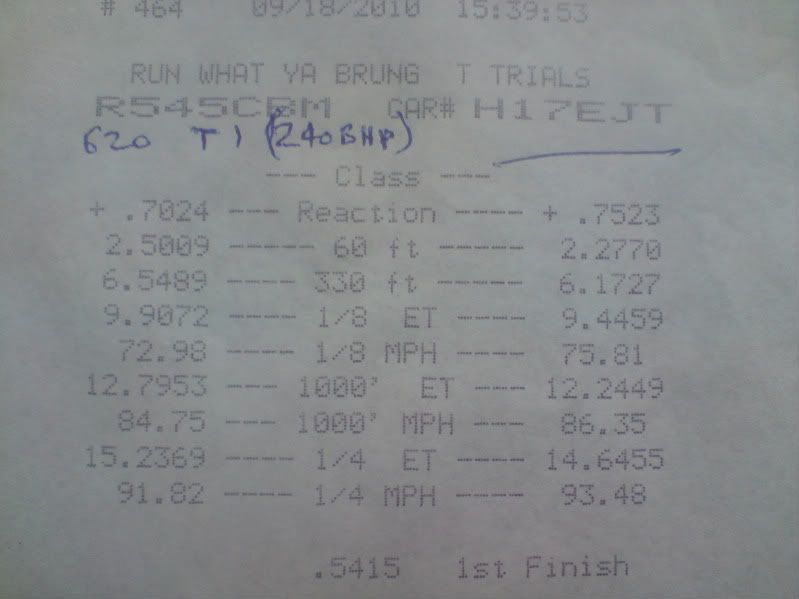 # 464 09/18/2010 15:39:53
RUN WHAT YA BRUNG T TRIALS
R545CBM CAR# H17EJT
620 TI (240BHP)
--- Class ---
+ .7024 --- Reaction ---- + .7523
2.5009 ----- 60 ft ----- 2.2770
6.5489 ---- 330 ft ----- 6.1727
9.9072 ---- 1/8 ET ---- 9.4459
72.98 ---- 1/8 MPH ---- 75.81
12.7953 --- 1000' ET --- 12.2449
84.75 --- 1000' MPH --- 86.35
15.2369 ---- 1/4 ET ---- 14.6455
91.82 ---- 1/4 MPH ---- 93.48
.5415 1st Finish